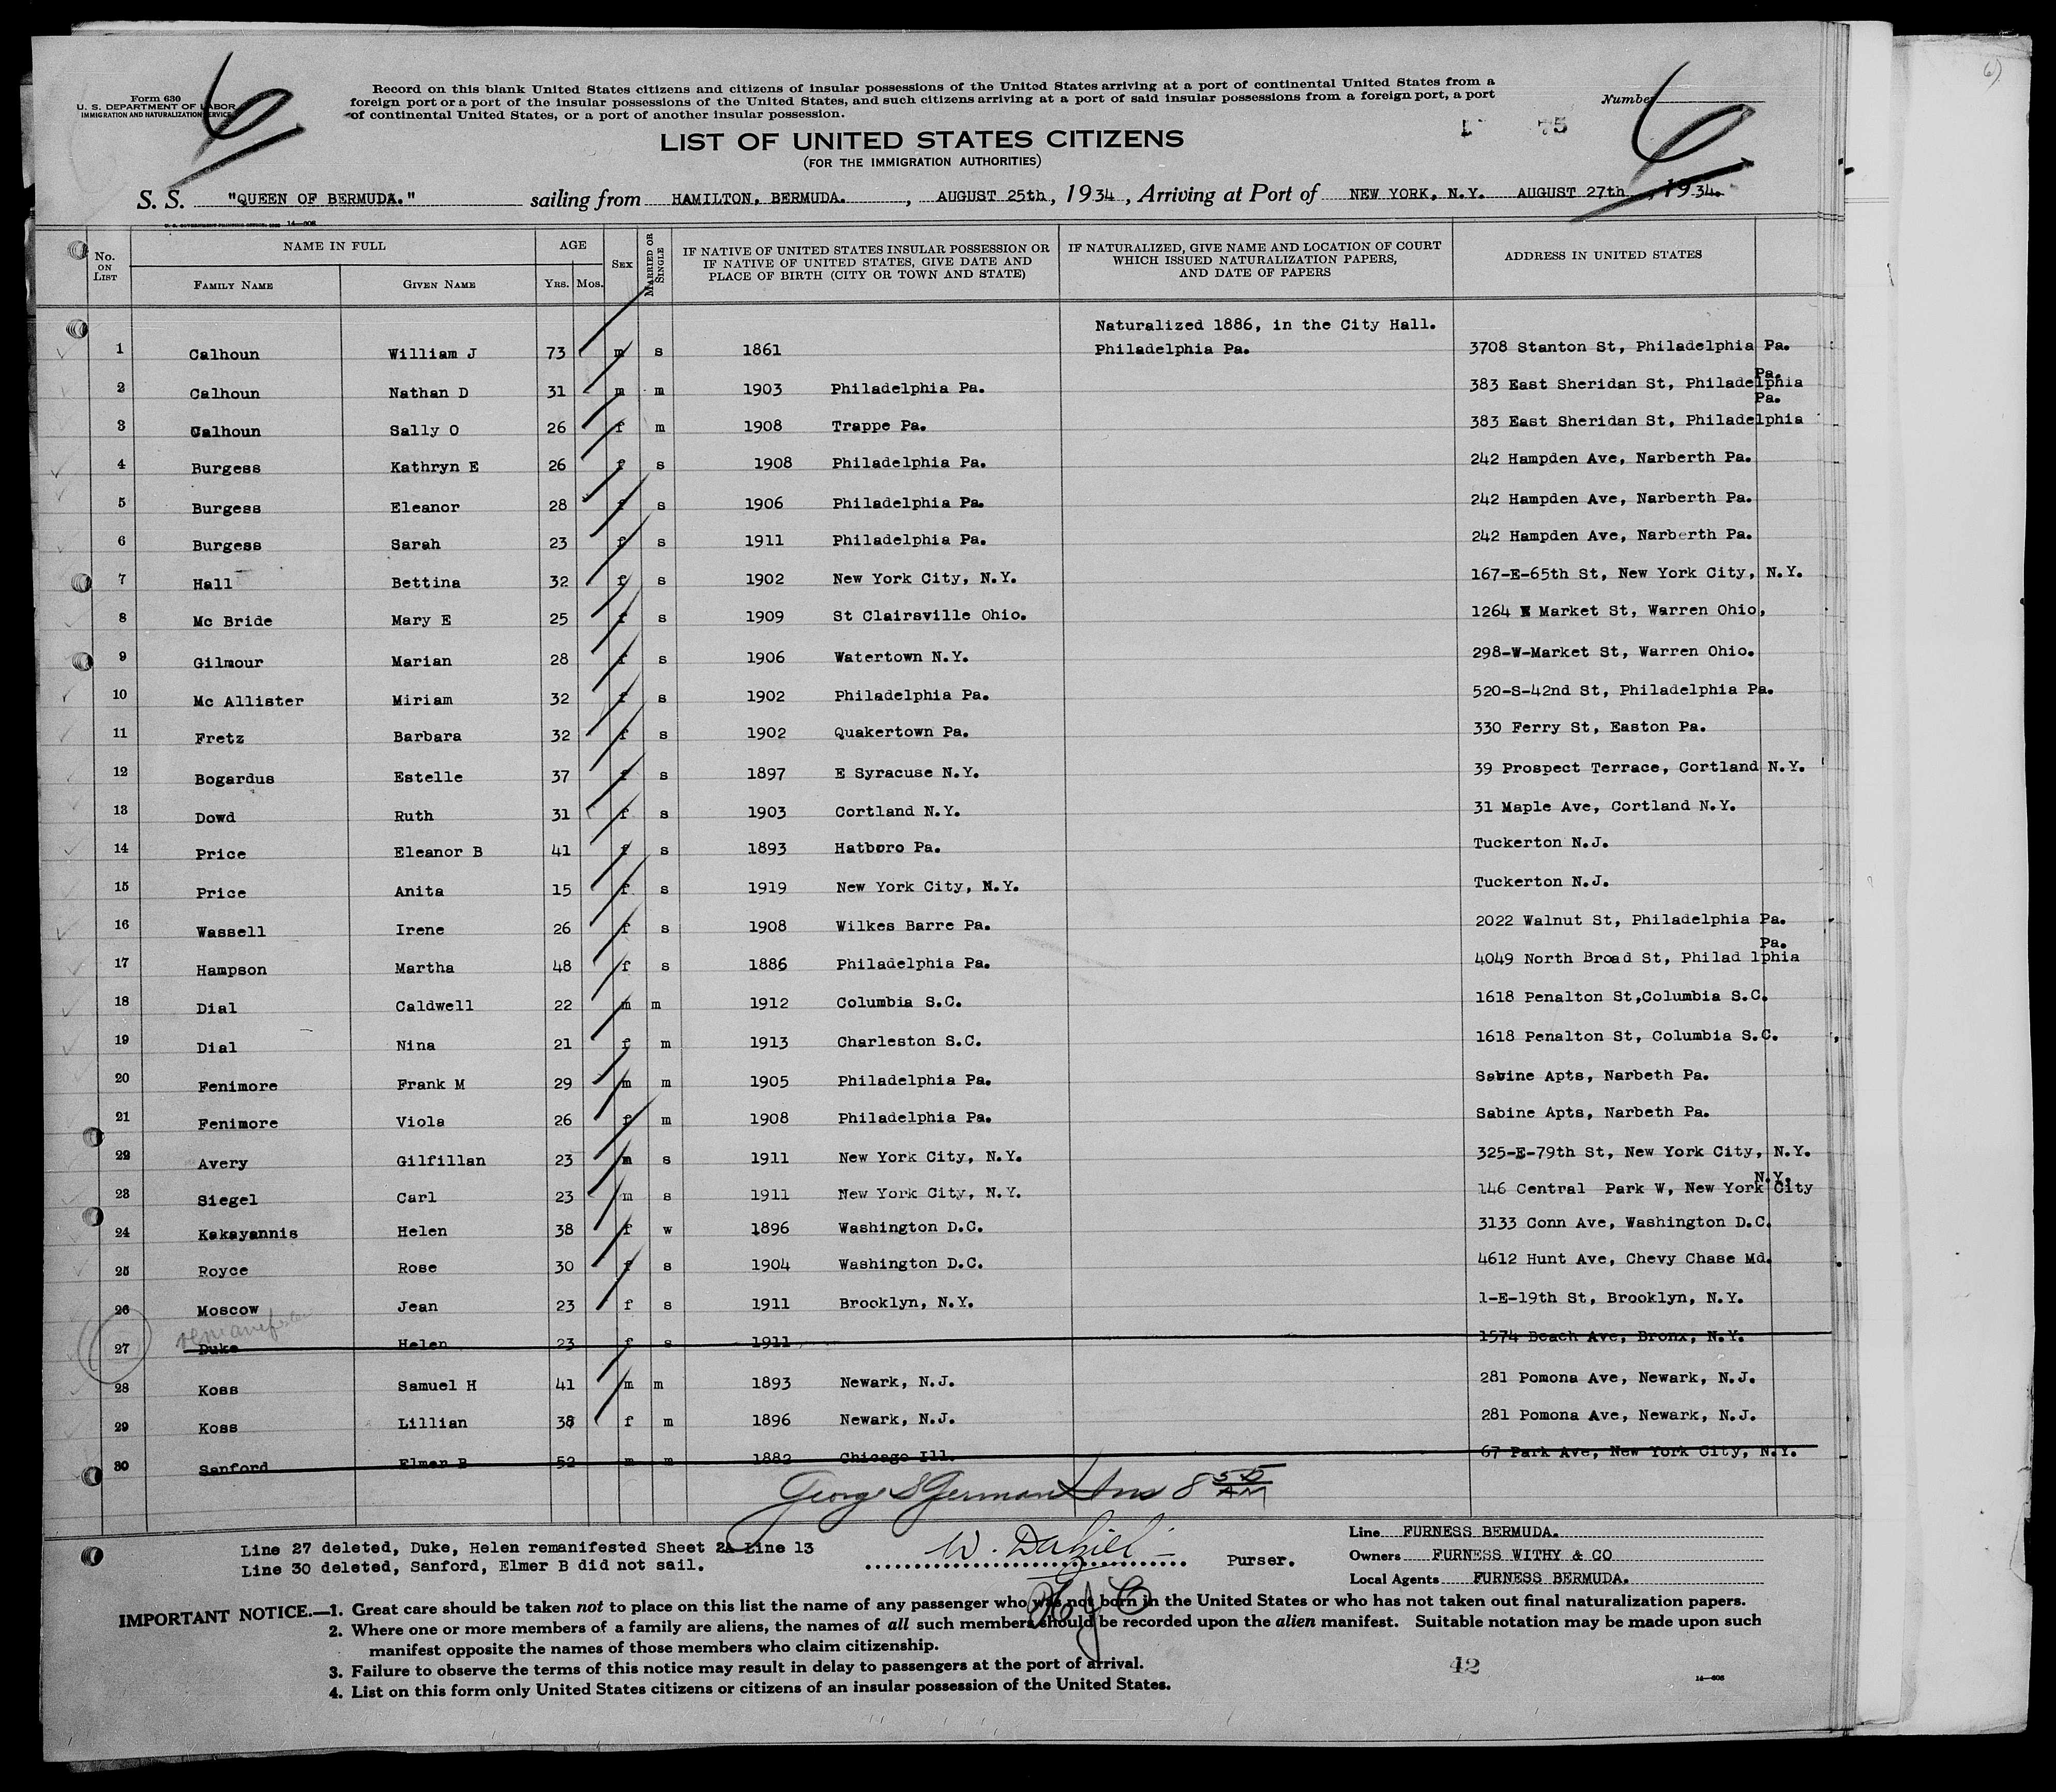 Form 630
U. S. DEPARTMENT OF LABOR
IMMIGRATION AND NATURALIZATION SERVICE
6
Record on this blank United States citizens and citizens of insular possessions of the United States arriving at a port of continental United States from a
foreign port or a port of the insular possessions of the United States, and such citizens arriving at a port of said insular possessions from a foreign port, a port
of continental United States, or a port of another insular possession.
Number
6
LIST OF UNITED STATES CITIZENS
(FOR THE IMMIGRATION AUTHORITIES)
S. S. "QUEEN OF BERMUDA." sailing from HAMILTON, BERMUDA. , AUGUST 25th, 1934, Arriving at Port of NEW YORK, N.Y. AUGUST 27th, 1934.
No. ON LIST NAME IN FULL AGE SEX MARRIED OR SINGLE IF NATIVE OF UNITED STATES INSULAR POSSESSION OR IF NATIVE OF UNITED STATES, GIVE DATE AND PLACE OF BIRTH (CITY OR TOWN AND STATE) IF NATURALIZED, GIVE NAME AND LOCATION OF COURT WHICH ISSUED NATURALIZATION PAPERS, AND DATE OF PAPERS ADDRESS IN UNITED STATES
FAMILY NAME GIVEN NAME YRS. MOS.
Naturalized 1886, in the City Hall.
1 Calhoun William J 73 m s 1861 Philadelphia Pa. 3708 Stanton St, Philadelphia Pa.
2 Calhoun Nathan D 31 m m 1903 Philadelphia Pa. 383 East Sheridan St, Philadelphia Pa.
3 Calhoun Sally O 26 f m 1908 Trappe Pa. 383 East Sheridan St, Philadelphia Pa.
4 Burgess Kathryn E 26 f s 1908 Philadelphia Pa. 242 Hampden Ave, Narberth Pa.
5 Burgess Eleanor 28 f s 1906 Philadelphia Pa. 242 Hampden Ave, Narberth Pa.
6 Burgess Sarah 23 f s 1911 Philadelphia Pa. 242 Hampden Ave, Narberth Pa.
7 Hall Bettina 32 f s 1902 New York City, N.Y. 167-E-65th St, New York City, N.Y.
8 Mc Bride Mary E 25 f s 1909 St Clairsville Ohio. 1264 E Market St, Warren Ohio,
9 Gilmour Marian 28 f s 1906 Watertown N.Y. 298-W-Market St, Warren Ohio.
10 Mc Allister Miriam 32 f s 1902 Philadelphia Pa. 520-S-42nd St, Philadelphia Pa.
11 Fretz Barbara 32 f s 1902 Quakertown Pa. 330 Ferry St, Easton Pa.
12 Bogardus Estelle 37 f s 1897 E Syracuse N.Y. 39 Prospect Terrace, Cortland N.Y.
13 Dowd Ruth 31 f s 1903 Cortland N.Y. 31 Maple Ave, Cortland N.Y.
14 Price Eleanor B 41 f s 1893 Hatboro Pa. Tuckerton N.J.
15 Price Anita 15 f s 1919 New York City, N.Y. Tuckerton N.J.
16 Wassell Irene 26 f s 1908 Wilkes Barre Pa. 2022 Walnut St, Philadelphia Pa.
17 Hampson Martha 48 f s 1886 Philadelphia Pa. 4049 North Broad St, Philad lphia Pa.
18 Dial Caldwell 22 m m 1912 Columbia S.C. 1618 Penalton St,Columbia S.C.
19 Dial Nina 21 f m 1913 Charleston S.C. 1618 Penalton St, Columbia S.C.
20 Fenimore Frank M 29 m m 1905 Philadelphia Pa. Sabine Apts, Narbeth Pa.
21 Fenimore Viola 26 f m 1908 Philadelphia Pa. Sabine Apts, Narbeth Pa.
22 Avery Gilfillan 23 m s 1911 New York City, N.Y. 325-E-79th St, New York City, N.Y.
23 Siegel Carl 23 m s 1911 New York City, N.Y. 146 Central Park W, New York City N.Y.
24 Kakayannis Helen 38 f w 1896 Washington D.C. 3133 Conn Ave, Washington D.C.
25 Royce Rose 30 f s 1904 Washington D.C. 4612 Hunt Ave, Chevy Chase Md.
26 Moscow Jean 23 f s 1911 Brooklyn, N.Y. 1-E-19th St, Brooklyn, N.Y.
remanifested
27 Duke Helen 23 f s 1911 1574 Beach Ave, Bronx, N.Y.
28 Koss Samuel H 41 m m 1893 Newark, N.J. 281 Pomona Ave, Newark, N.J.
29 Koss Lillian 38 f m 1896 Newark, N.J. 281 Pomona Ave, Newark, N.J.
30 Sanford Elmer B 52 m m 1882 Chicago Ill. 67 Park Ave, New York City, N.Y.
George S German Ins 8 55 AM
Line 27 deleted, Duke, Helen remanifested Sheet 21 Line 13
Line 30 deleted, Sanford, Elmer B did not sail.
W. Dalziell Purser.
Line FURNESS BERMUDA.
Owners FURNESS WITHY & CO
Local Agents FURNESS BERMUDA.
IMPORTANT NOTICE.—1. Great care should be taken not to place on this list the name of any passenger who was not born in the United States or who has not taken out final naturalization papers.
2. Where one or more members of a family are aliens, the names of all such members should be recorded upon the alien manifest. Suitable notation may be made upon such
manifest opposite the names of those members who claim citizenship.
3. Failure to observe the terms of this notice may result in delay to passengers at the port of arrival.
4. List on this form only United States citizens or citizens of an insular possession of the United States.
42
14—608